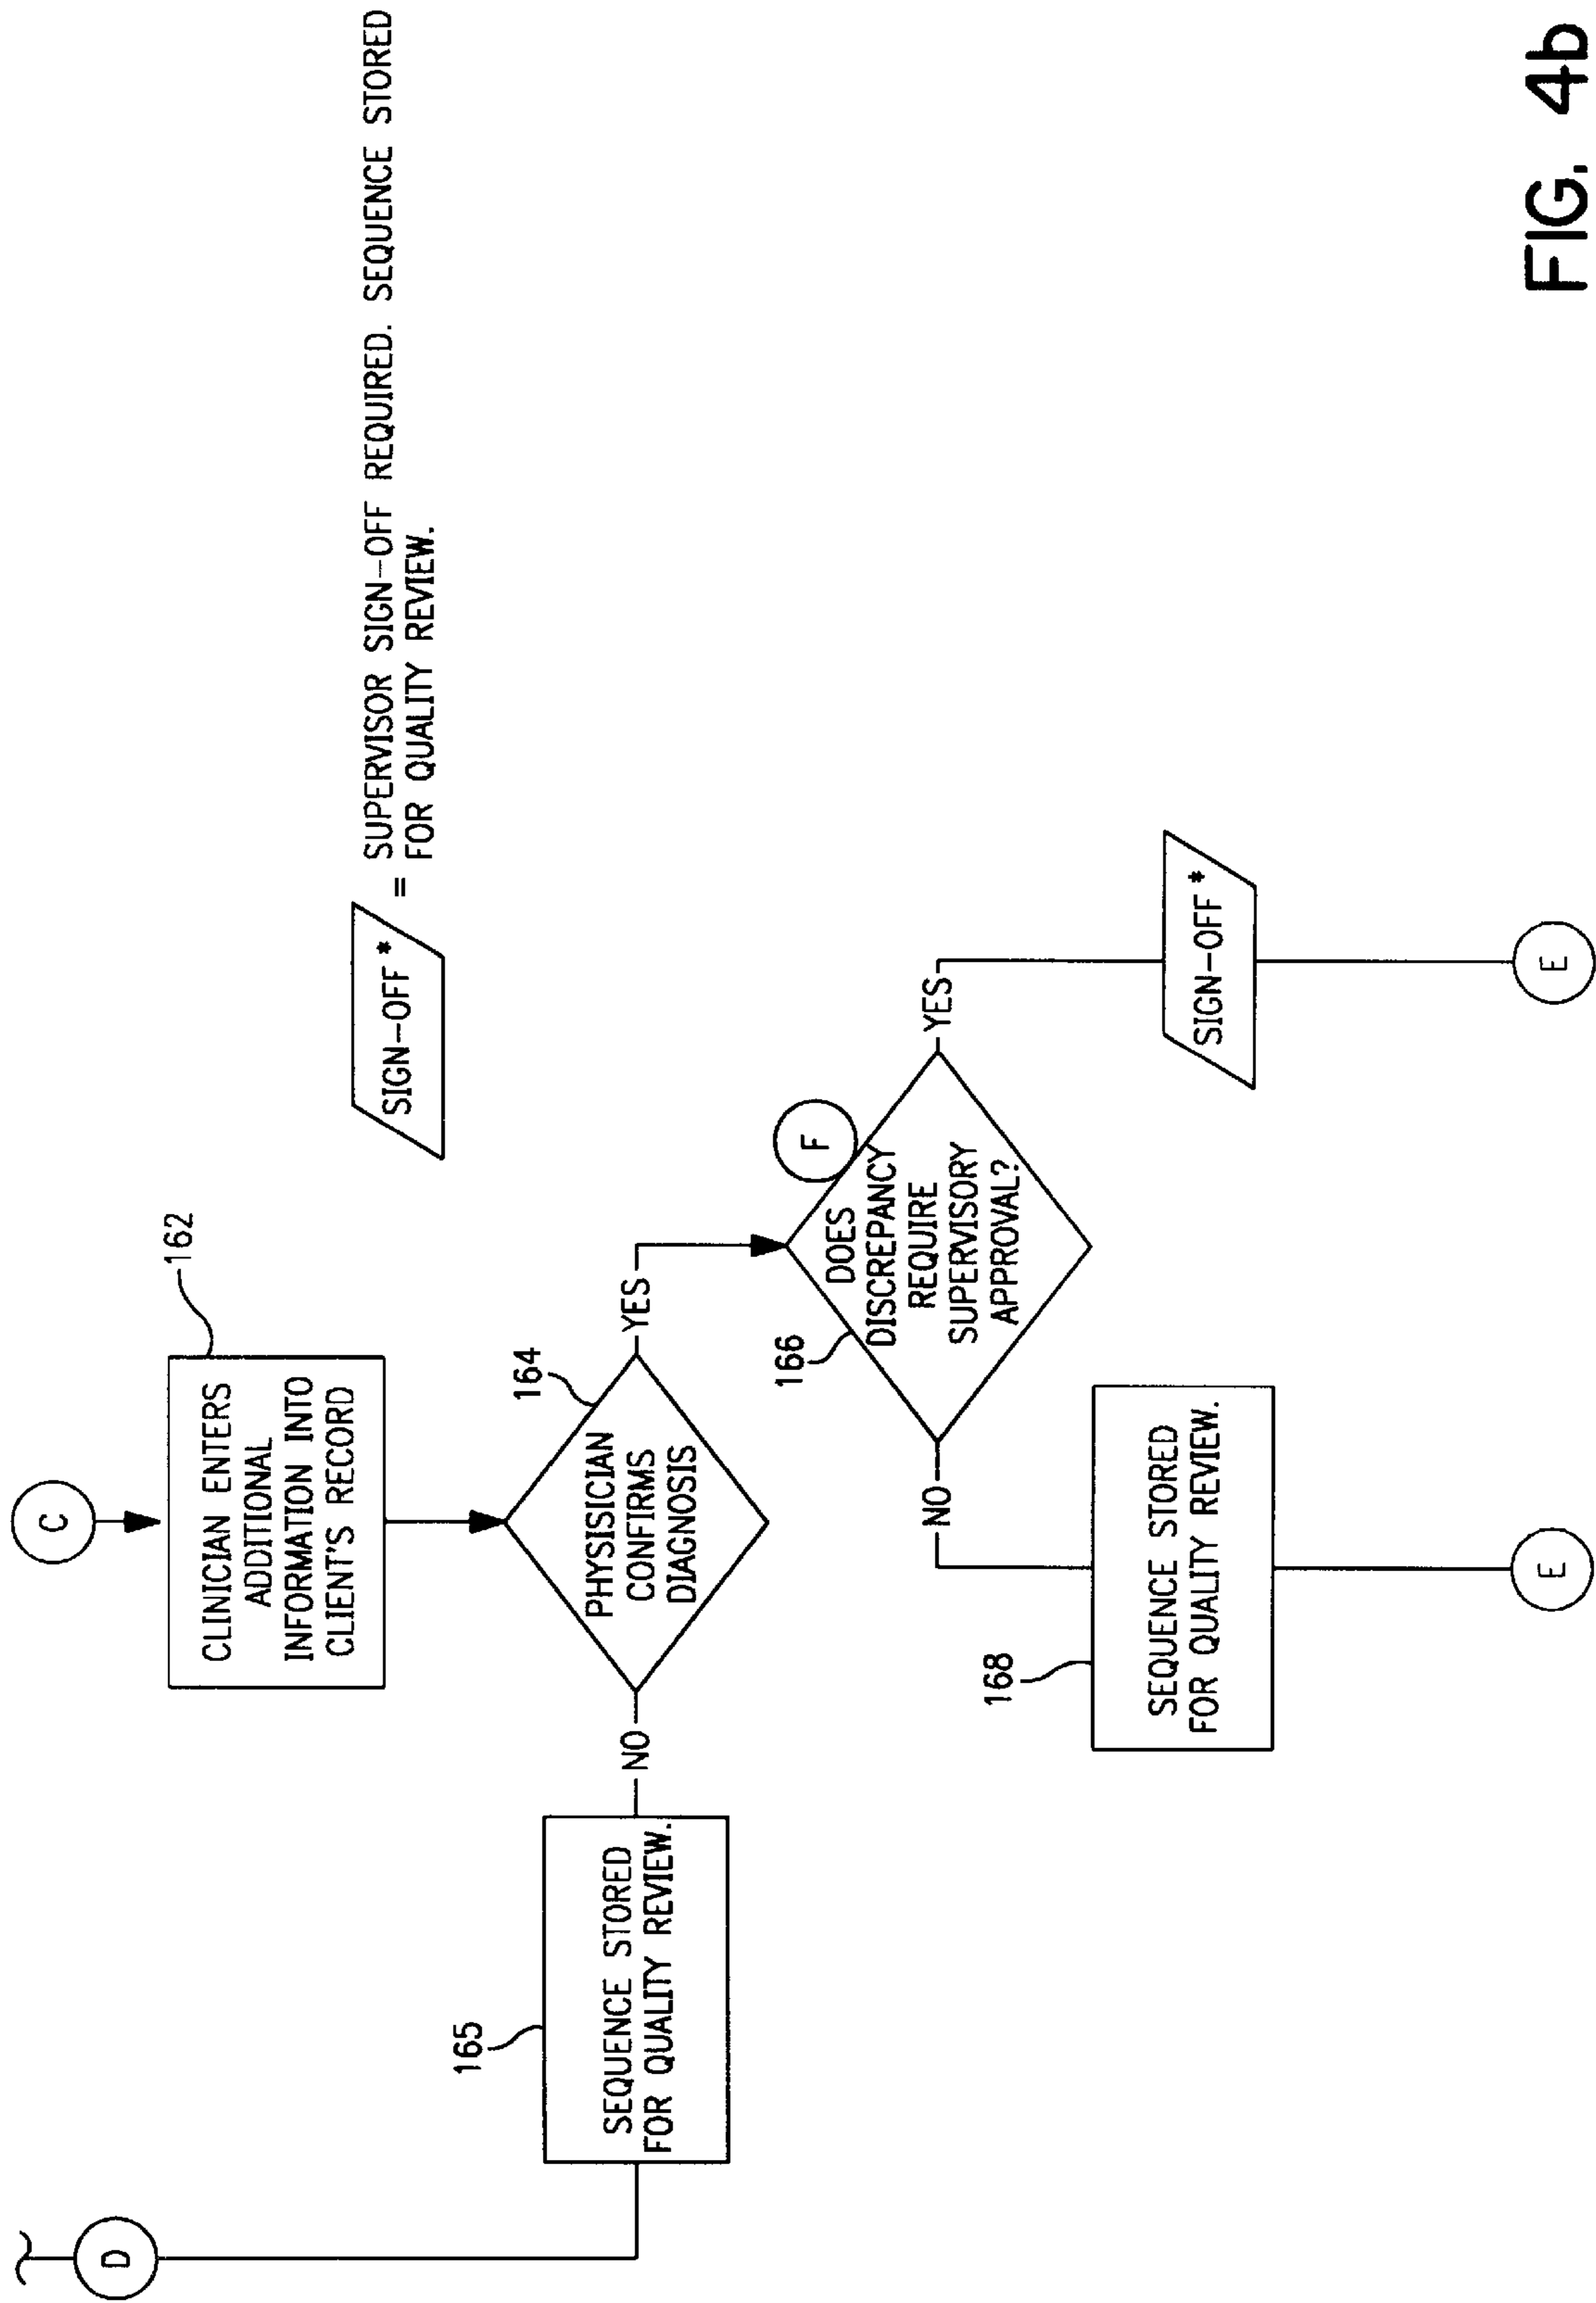 C
D
CLINICIAN ENTERS
ADDITIONAL
INFORMATION INTO
CLIENT'S RECORD
162
SIGN-OFF *
= SUPERVISOR SIGN-OFF REQUIRED. SEQUENCE STORED
FOR QUALITY REVIEW.
165
SEQUENCE STORED
FOR QUALITY REVIEW.
NO
164
PHYSISICIAN
CONFIRMS
DIAGNOSIS
YES
166
F
DOES
DISCREPANCY
REQUIRE
SUPERVISORY
APPROVAL?
NO
YES
168
SEQUENCE STORED
FOR QUALITY REVIEW.
SIGN-OFF *
E
E
FIG. 4b